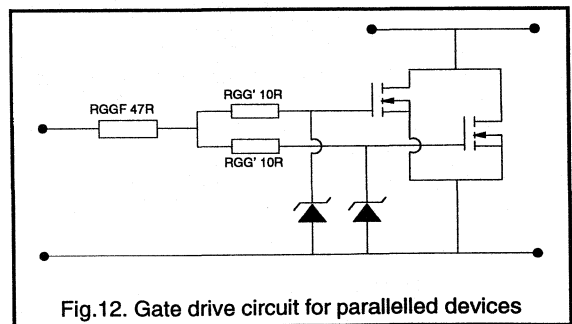 RGG' 10R
RGGF 47R
RGG' 10R
Fig.12. Gate drive circuit for parallelled devices